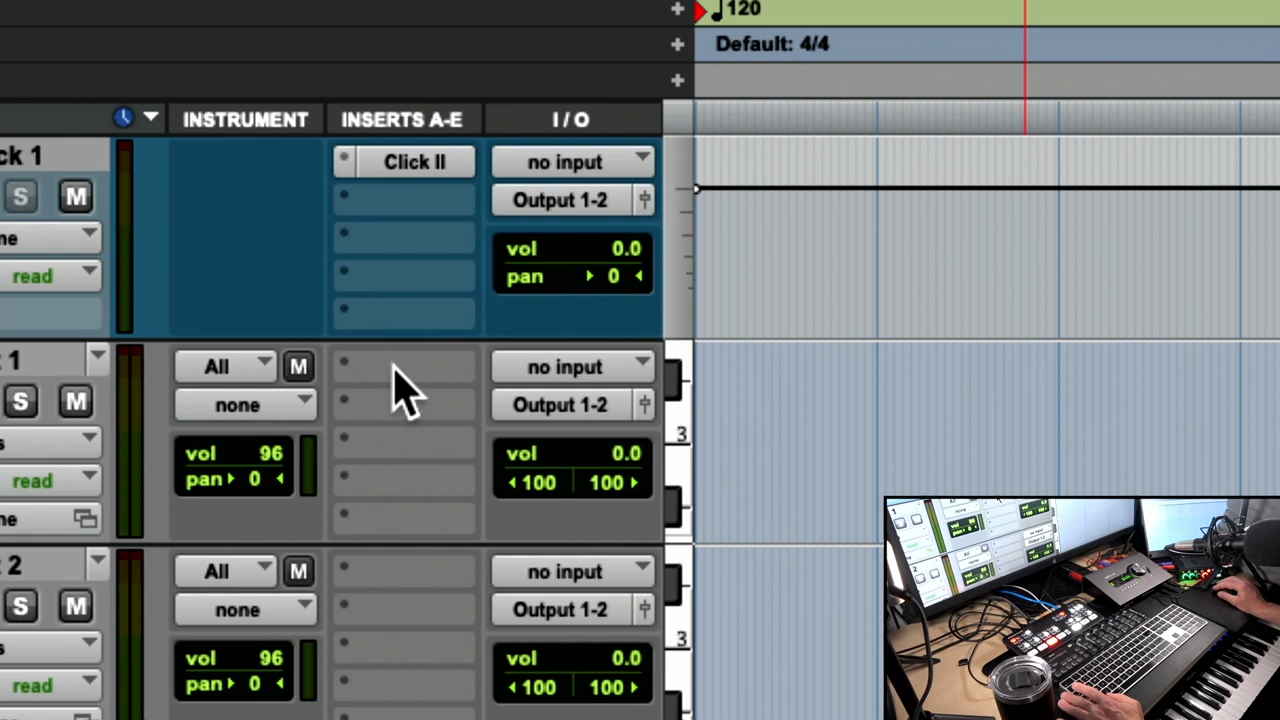 120
Default: 4/4
INSTRUMENT INSERTS A-E I / O
ck 1 Click II no input
S M Output 1-2
ne vol 0.0
read pan 0
1 All M no input
S M none Output 1-2
3
s vol 96 vol 0.0
read pan 0 100 100
ne
2 All M no input
S M none Output 1-2
3
s vol 96 vol 0.0
read pan 0 100 100